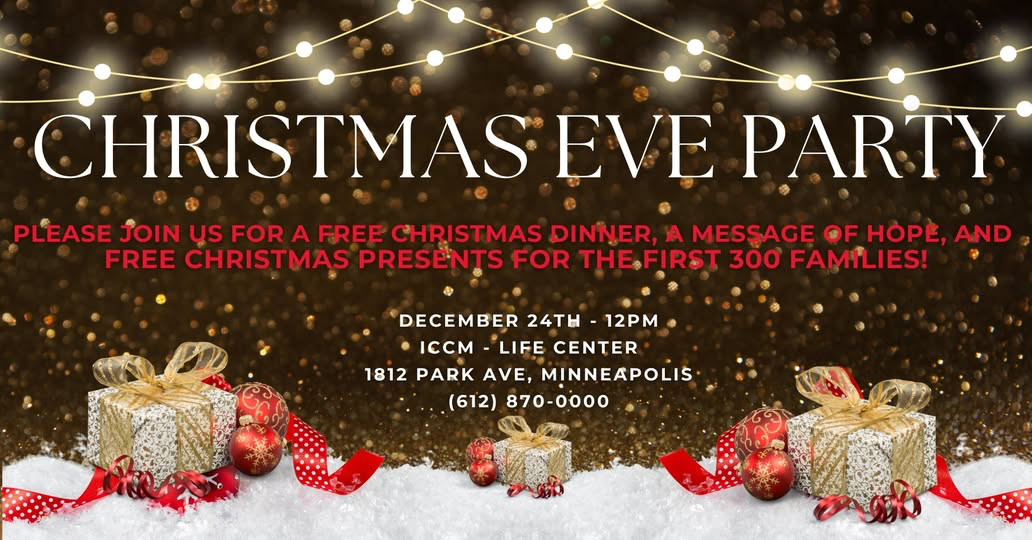 CHRISTMAS EVE PARTY
PLEASE JOIN US FOR A FREE CHRISTMAS DINNER, A MESSAGE OF HOPE, AND
FREE CHRISTMAS PRESENTS FOR THE FIRST 300 FAMILIES!
DECEMBER 24TH - 12PM
ICCM - LIFE CENTER
1812 PARK AVE, MINNEAPOLIS
(612) 870-0000